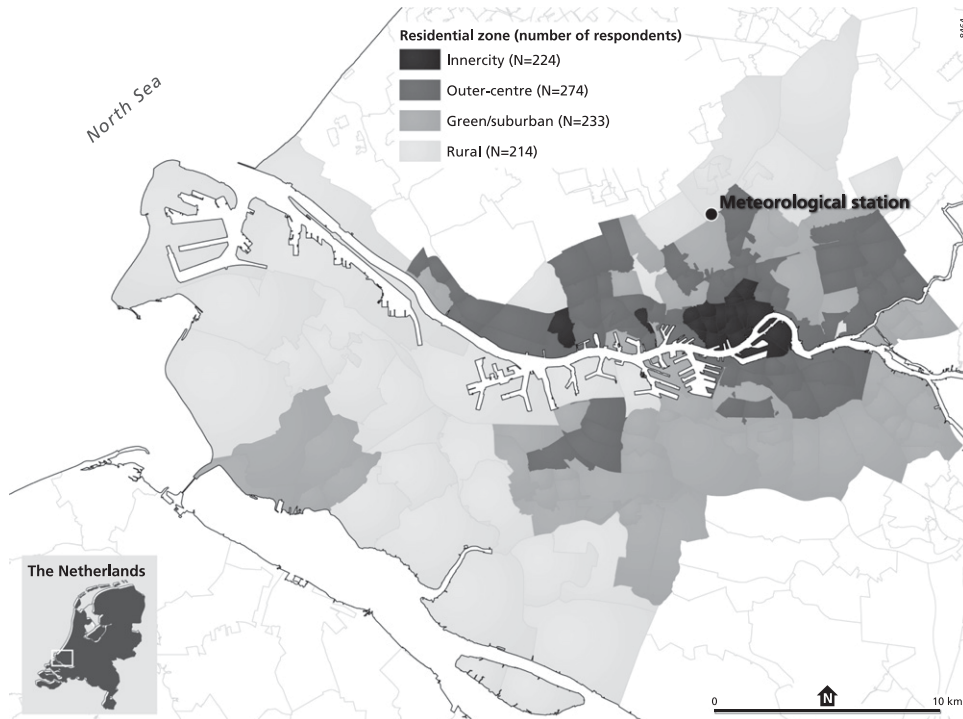 Residential zone (number of respondents)
Innercity (N=224)
Outer-centre (N=274)
Green/suburban (N=233)
Rural (N=214)
North Sea
Meteorological station
The Netherlands
0
N
10 km